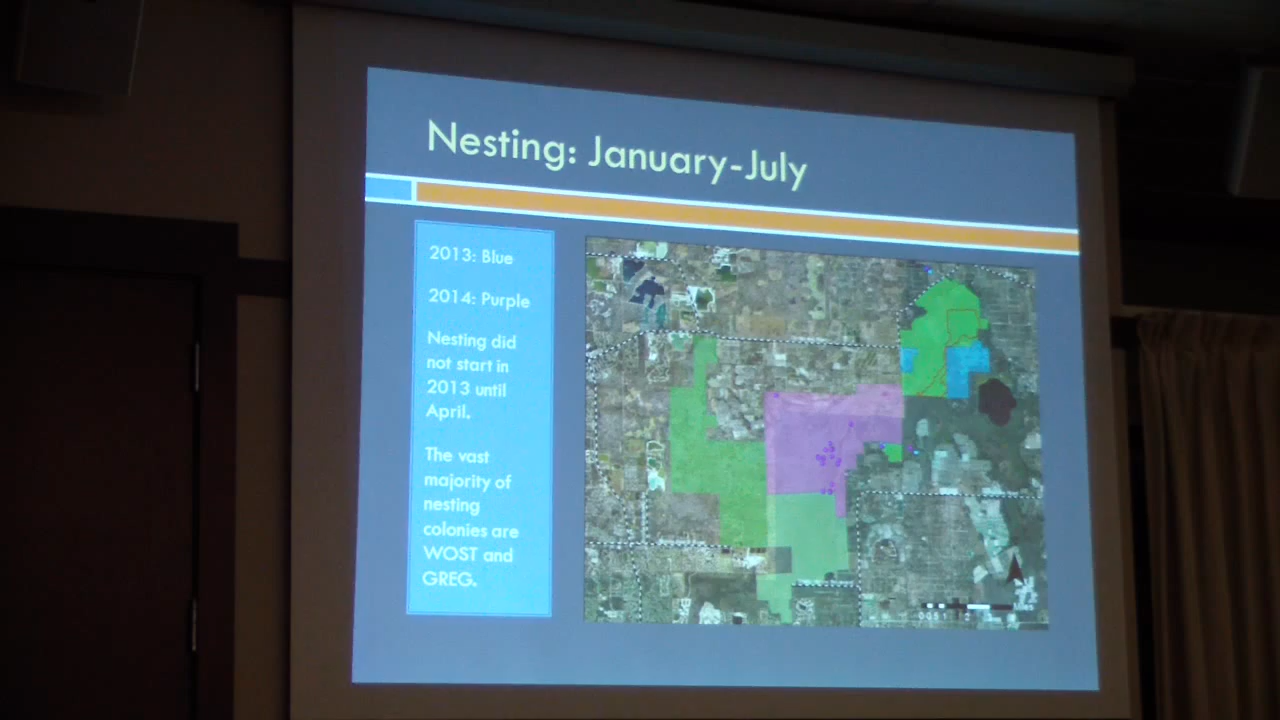 Nesting: January-July
2013: Blue
2014: Purple
Nesting did
not start in
2013 until
April.
The vast
majority of
nesting
colonies are
WOST and
GREG.